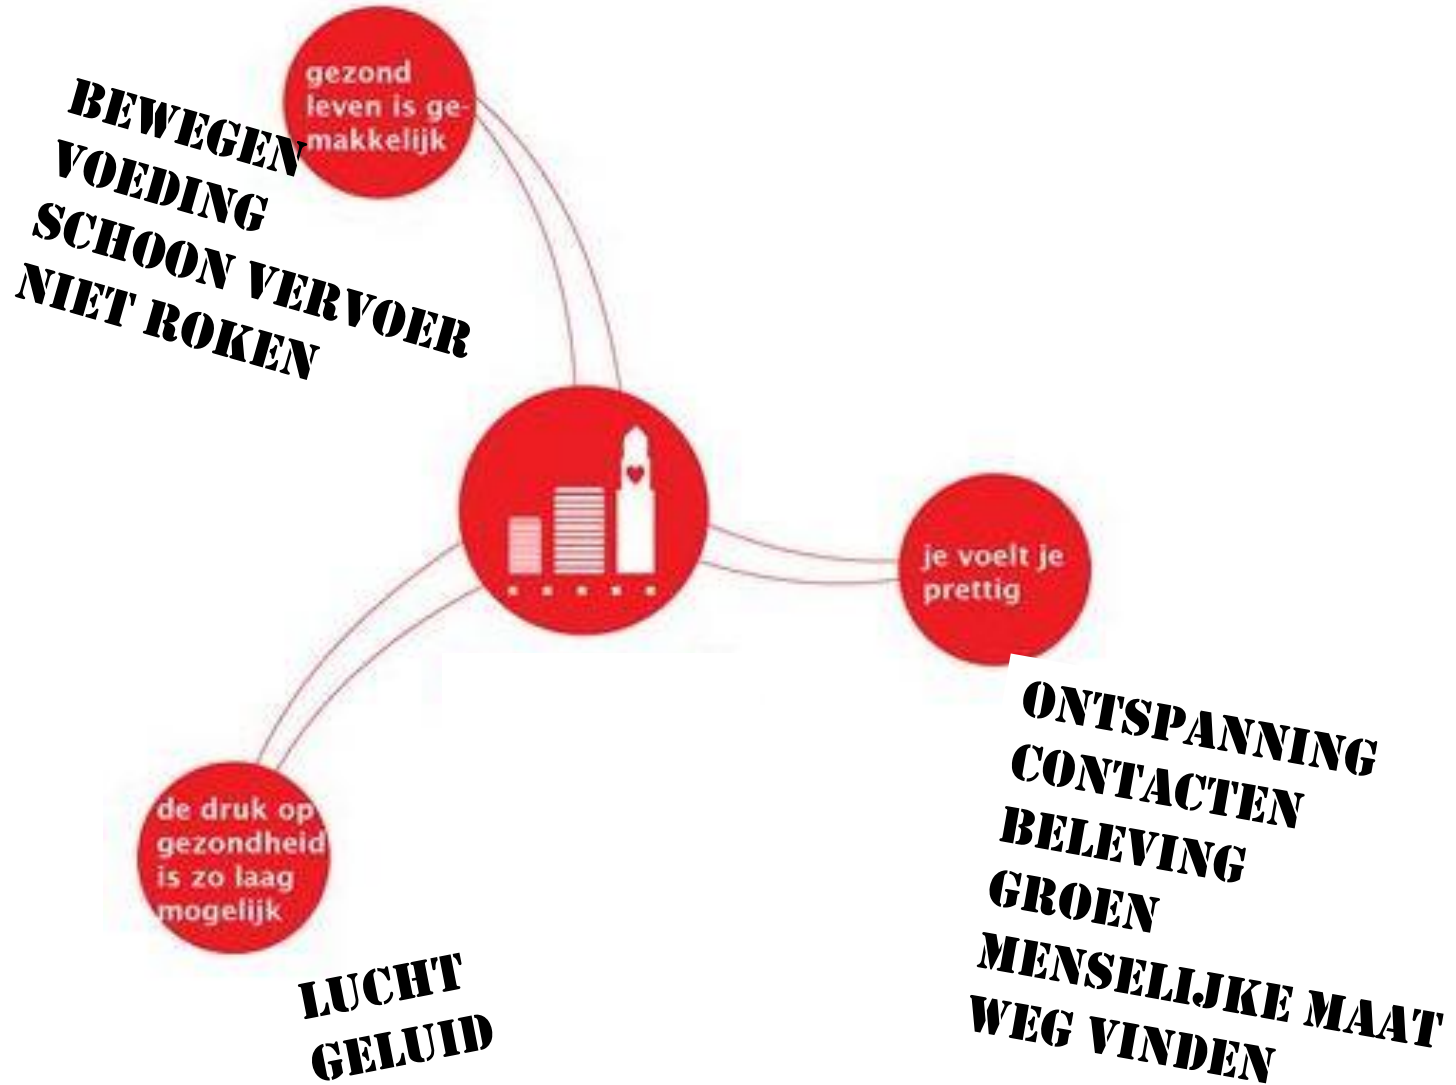 gezond
leven is ge-
makkelijk
BEWEGEN
VOEDING
SCHOON VERVOER
NIET ROKEN
je voelt je
prettig
ONTSPANNING
CONTACTEN
BELEVING
GROEN
MENSELIJKE MAAT
WEG VINDEN
de druk op
gezondheid
is zo laag
mogelijk
LUCHT
GELUID